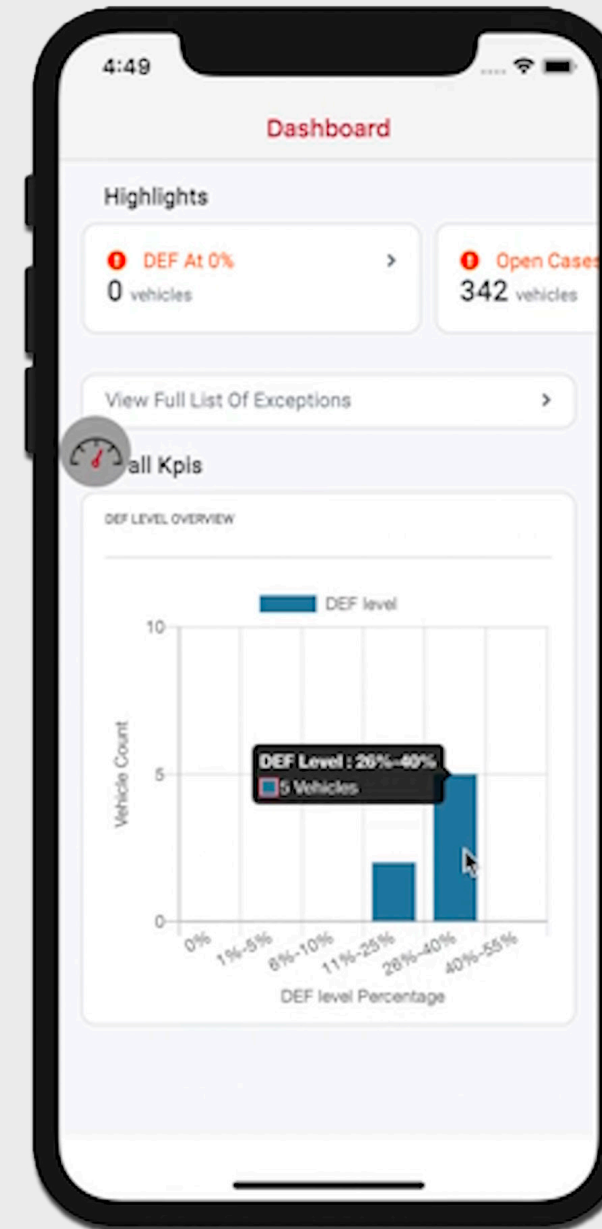 4:49
Dashboard
Highlights
DEF At 0%
0 vehicles
Open Cases
342 vehicles
View Full List Of Exceptions
all Kpis
DEF LEVEL OVERVIEW
DEF level
10
Vehicle Count
5
DEF Level : 26%-40%
5 Vehicles
0
0% 1%-5% 6%-10% 11%-25% 26%-40% 40%-55%
DEF level Percentage